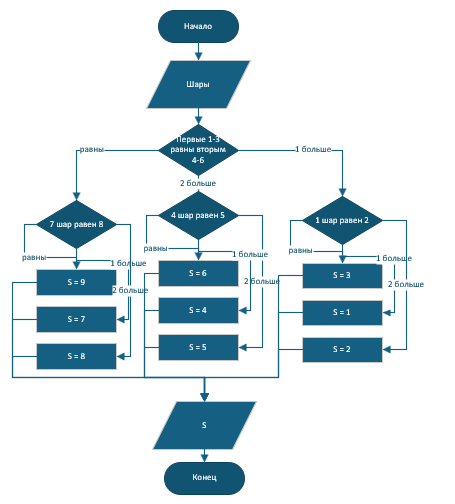 Начало
Шары
Первые 1-3
равны вторым
4-6
равны
1 больше
2 больше
7 шар равен 8
4 шар равен 5
1 шар равен 2
равны
1 больше
2 больше
S = 9
S = 7
S = 8
равны
1 больше
2 больше
S = 6
S = 4
S = 5
равны
1 больше
2 больше
S = 3
S = 1
S = 2
S
Конец